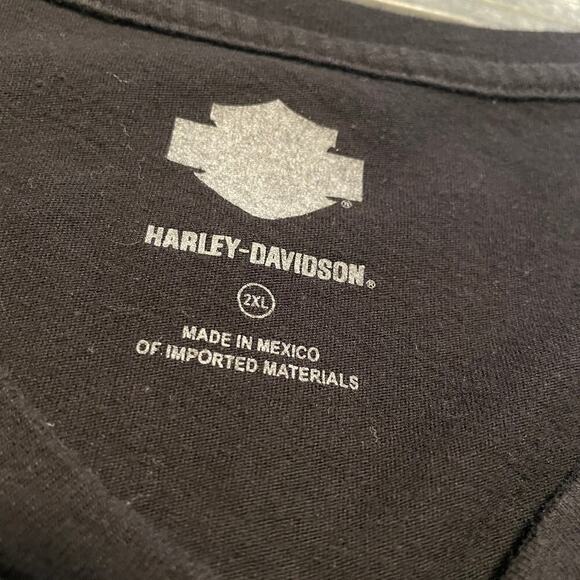 ®
HARLEY-DAVIDSON®
2XL
MADE IN MEXICO
OF IMPORTED MATERIALS